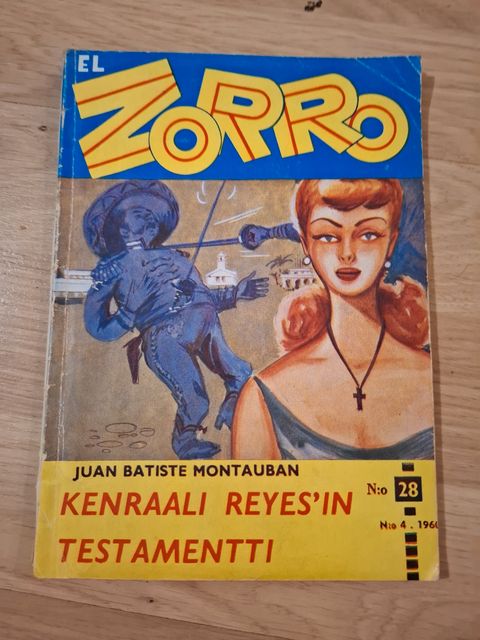 EL
ZORRO
JUAN BATISTE MONTAUBAN
KENRAALI REYES'IN
TESTAMENTTI
N:o 28
N:o 4 . 1960